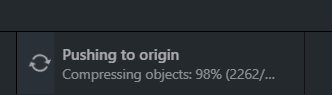 Pushing to origin
Compressing objects: 98% (2262/...